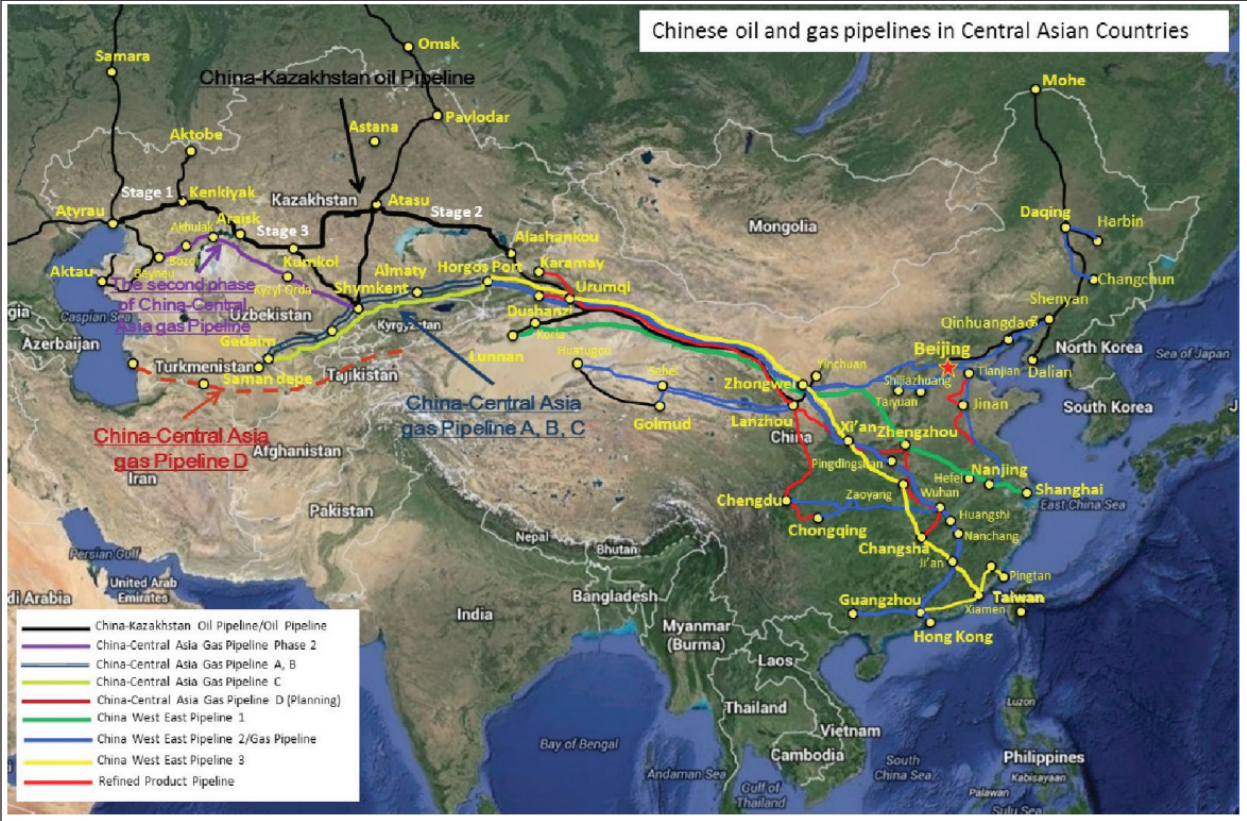 Chinese oil and gas pipelines in Central Asian Countries
Samara
Omsk
China-Kazakhstan oil Pipeline
Mohe
Pavlodar
Astana
Aktobe
Stage 1
Kenkiyak
Kazakhstan
Atasu
Stage 2
Mongolia
Daqing
Harbin
Atyrau
Akbulak
Araisk
Stage 3
Bozoi
Kumkol
Alashankou
Karamay
Changchun
Aktau
Beyneu
Almaty
Horgos Port
Urumqi
The second phase
of China-Central
Asia gas Pipeline
Kyzyl-Orda
Shymkent
Dushanzi
Shenyan
g
gia
Caspian Sea
Uzbekistan
Kyrgyzstan
Korla
Qinhuangdao
Azerbaijan
Gedaim
Lunnan
Huatugou
Yinchuan
Beijing
North Korea
Sea of Japan
Turkmenistan
Saman depe
Tajikistan
Sebei
Zhongwei
Shijiazhuang
Tianjian
Dalian
Taiyuan
China-Central Asia
gas Pipeline A, B, C
Golmud
Lanzhou
Jinan
South Korea
J
China-Central Asia
gas Pipeline D
China
Xi'an
Zhengzhou
Afghanistan
Iran
Pingdingshan
Hefei
Nanjing
Shanghai
Pakistan
Chengdu
Zaoyang
Wuhan
East China Sea
Chongqing
Huangshi
Nepal
Bhutan
Changsha
Nanchang
Persian Gulf
Ji'an
Pingtan
United Arab
Emirates
di Arabia
Bangladesh
Guangzhou
Xiamen
Taiwan
India
Myanmar
(Burma)
Hong Kong
Laos
Thailand
Vietnam
Luzon
Bay of Bengal
Cambodia
South
China Sea
Philippines
Andaman Sea
Gulf of
Thailand
Kabisayaan
Palawan
Sulu Sea
China-Kazakhstan Oil Pipeline/Oil Pipeline
China-Central Asia Gas Pipeline Phase 2
China-Central Asia Gas Pipeline A, B
China-Central Asia Gas Pipeline C
China-Central Asia Gas Pipeline D (Planning)
China West East Pipeline 1
China West East Pipeline 2/Gas Pipeline
China West East Pipeline 3
Refined Product Pipeline